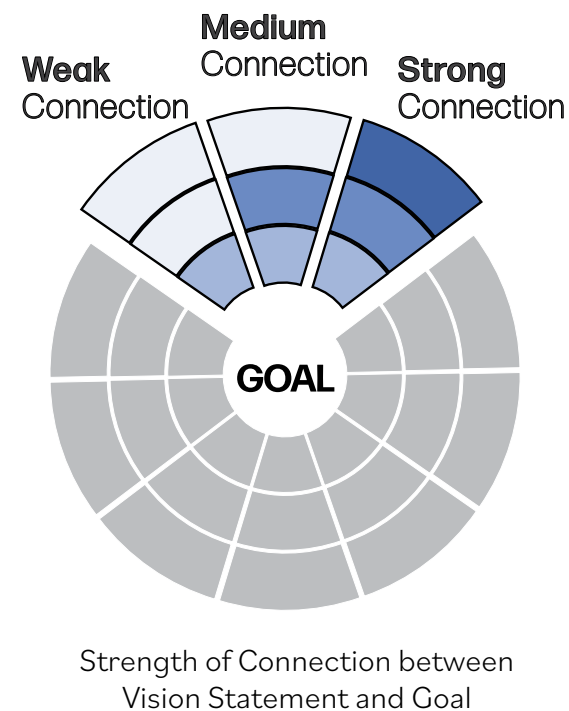 Medium
Connection
Weak
Connection
Strong
Connection
GOAL
Strength of Connection between
Vision Statement and Goal